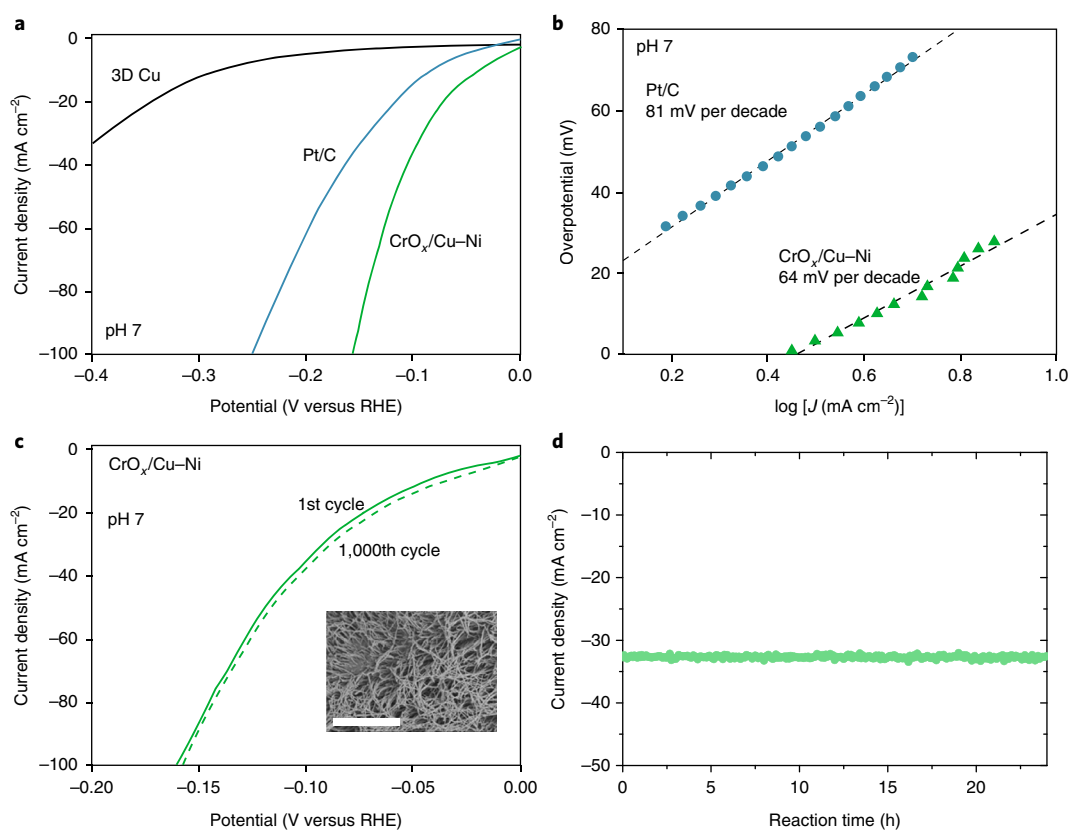 a
0
−20
−40
−60
−80
−100
−0.4
−0.3
−0.2
−0.1
0.0
Current density (mA cm⁻²)
Potential (V versus RHE)
3D Cu
Pt/C
CrOₓ/Cu–Ni
pH 7
b
80
60
40
20
0
0.2
0.4
0.6
0.8
1.0
Overpotential (mV)
log [J (mA cm⁻²)]
pH 7
Pt/C
81 mV per decade
CrOₓ/Cu–Ni
64 mV per decade
c
0
−20
−40
−60
−80
−100
−0.20
−0.15
−0.10
−0.05
0.00
Current density (mA cm⁻²)
Potential (V versus RHE)
CrOₓ/Cu–Ni
pH 7
1st cycle
1,000th cycle
d
0
−10
−20
−30
−40
−50
0
5
10
15
20
Current density (mA cm⁻²)
Reaction time (h)